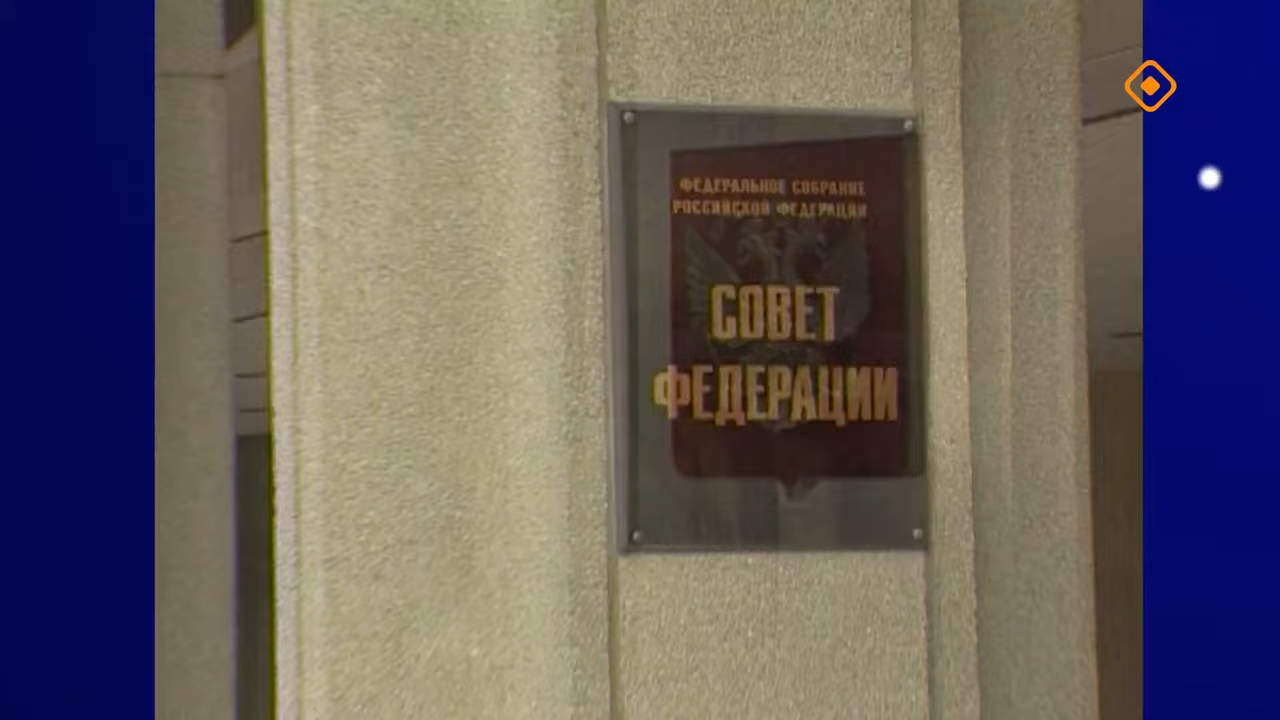 ФЕДЕРАЛЬНОЕ СОБРАНИЕ
РОССИЙСКОЙ ФЕДЕРАЦИИ
СОВЕТ
ФЕДЕРАЦИИ